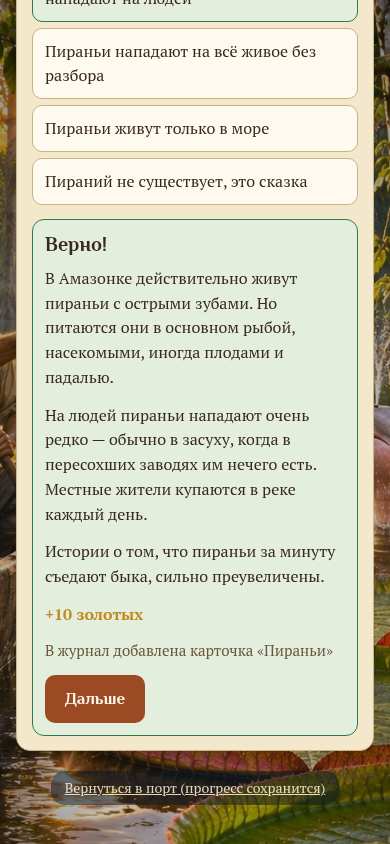 нападают на людей
Пираньи нападают на всё живое без
разбора
Пираньи живут только в море
Пираний не существует, это сказка
Верно!
В Амазонке действительно живут
пираньи с острыми зубами. Но
питаются они в основном рыбой,
насекомыми, иногда плодами и
падалью.
На людей пираньи нападают очень
редко — обычно в засуху, когда в
пересохших заводях им нечего есть.
Местные жители купаются в реке
каждый день.
Истории о том, что пираньи за минуту
съедают быка, сильно преувеличены.
+10 золотых
В журнал добавлена карточка «Пираньи»
Дальше
Вернуться в порт (прогресс сохранится)